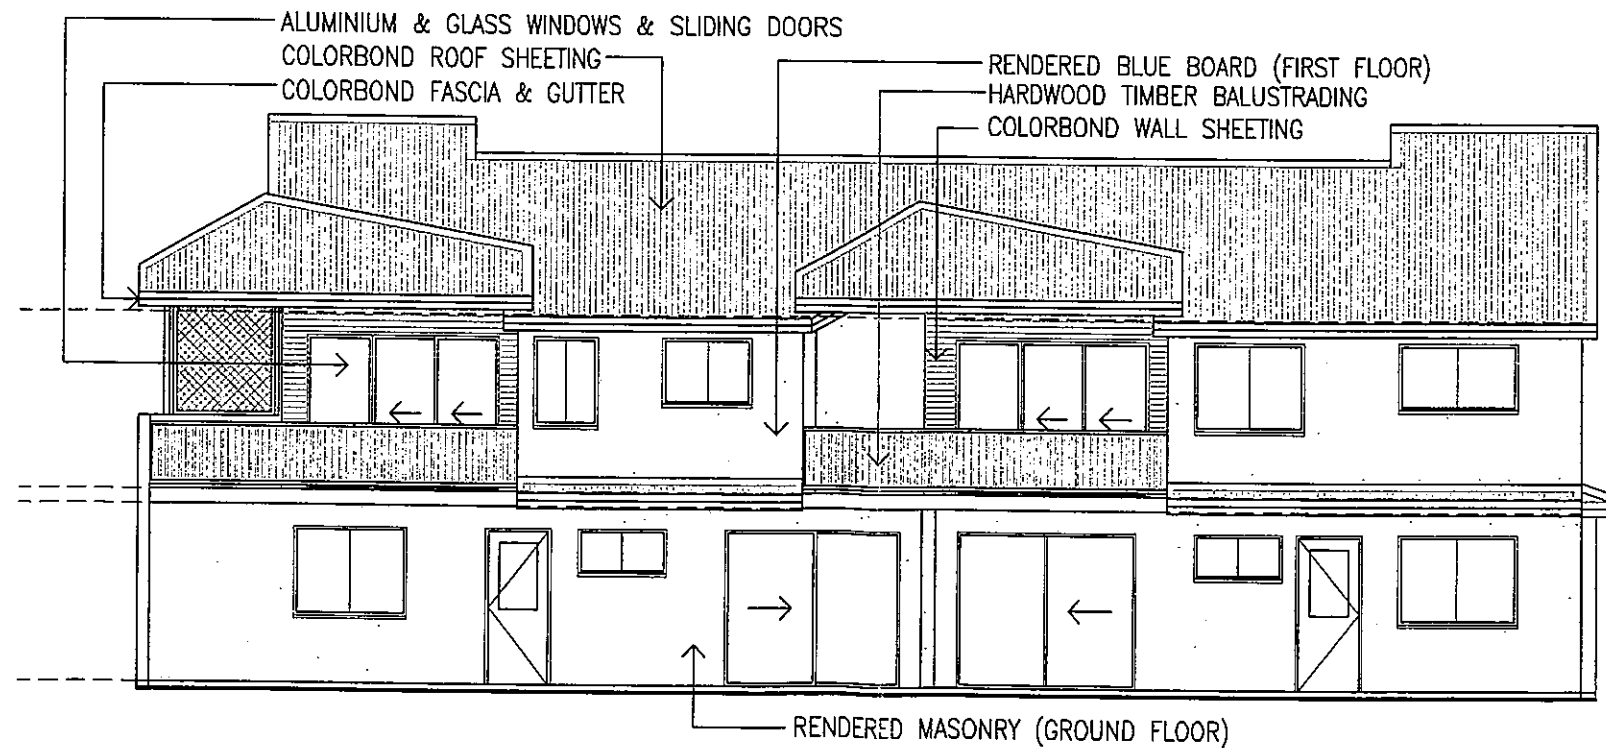 ALUMINIUM & GLASS WINDOWS & SLIDING DOORS
COLORBOND ROOF SHEETING
COLORBOND FASCIA & GUTTER
RENDERED BLUE BOARD (FIRST FLOOR)
HARDWOOD TIMBER BALUSTRADING
COLORBOND WALL SHEETING
RENDERED MASONRY (GROUND FLOOR)